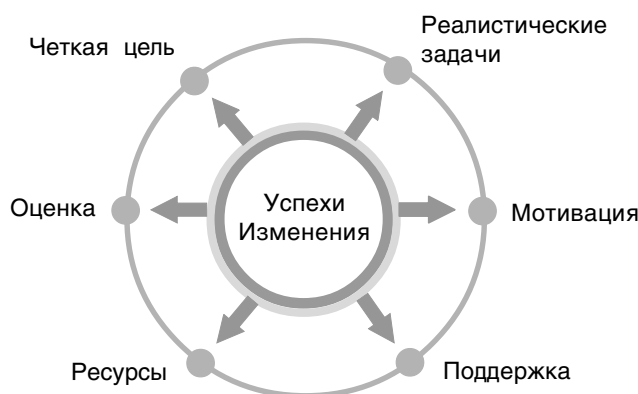 Реалистические
задачи
Четкая цель
Оценка
Успехи
Изменения
Мотивация
Ресурсы
Поддержка